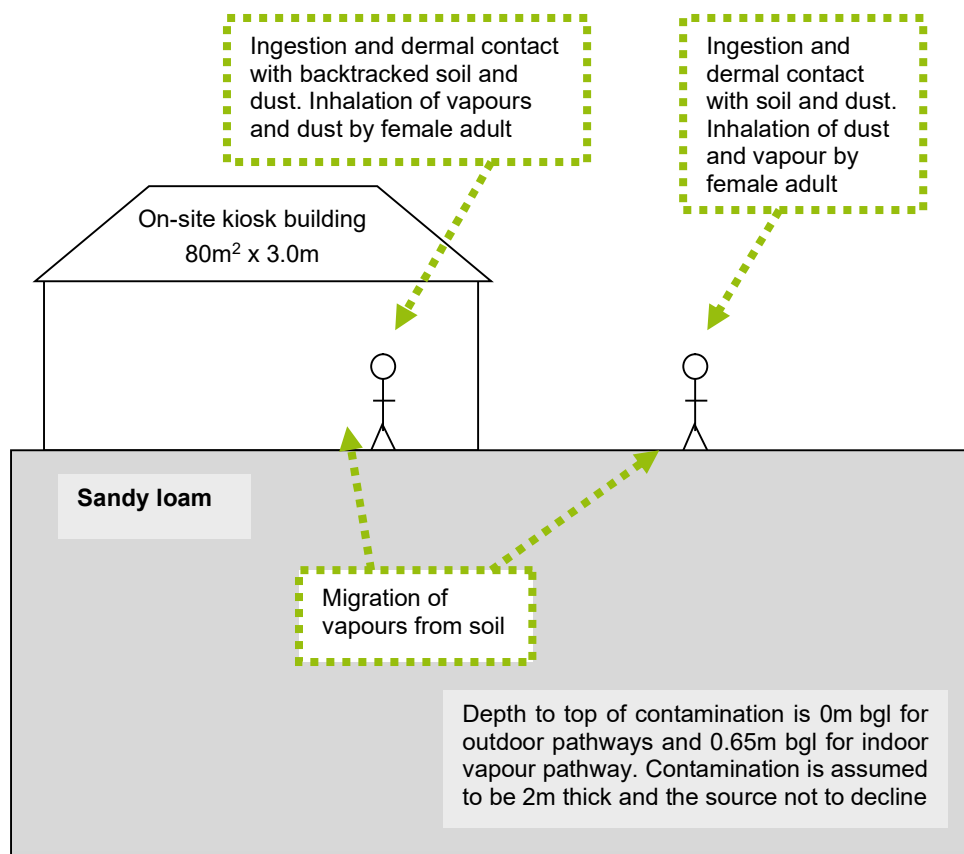 Ingestion and dermal contact
with backtracked soil and
dust. Inhalation of vapours
and dust by female adult
Ingestion and
dermal contact
with soil and dust.
Inhalation of dust
and vapour by
female adult
On-site kiosk building
80m² x 3.0m
Sandy loam
Migration of
vapours from soil
Depth to top of contamination is 0m bgl for
outdoor pathways and 0.65m bgl for indoor
vapour pathway. Contamination is assumed
to be 2m thick and the source not to decline